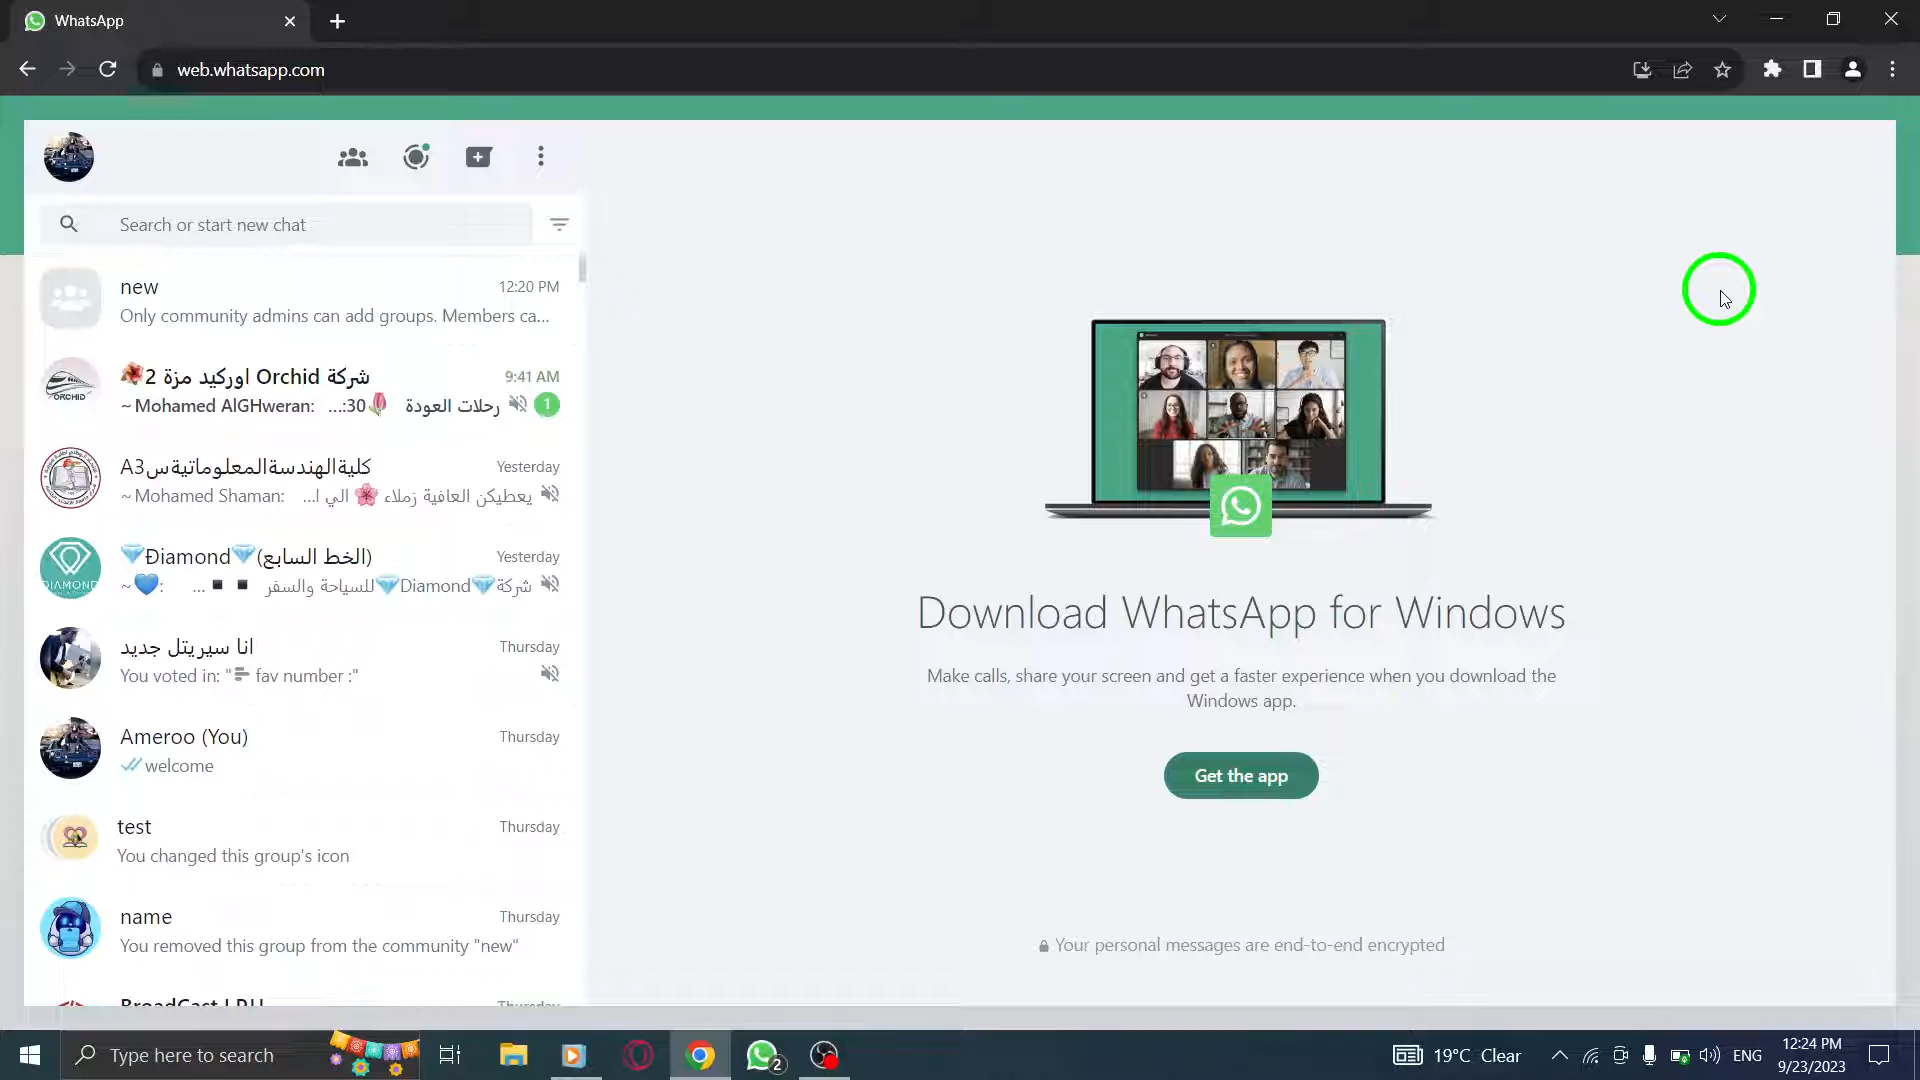 WhatsApp
web.whatsapp.com
Search or start new chat
new
12:20 PM
Only community admins can add groups. Members ca...
شركة Orchid اوركيد مزة 2🌺
9:41 AM
~ Mohamed AlGHweran: رحلات العودة 🌷30:...
1
ORCHID
كليةالهندسةالمعلوماتيةسA3
Yesterday
~ Mohamed Shaman: يعطيكن العافية زملاء 🌸 الي ا...
💎Điamond💎(الخط السابع)
Yesterday
~💙: شركة💎Diamond💎للسياحة والسفر ▪️ ▪️ ...
DIAMOND
انا سيريتل جديد
Thursday
You voted in: "fav number :"
Ameroo (You)
Thursday
welcome
test
Thursday
You changed this group's icon
name
Thursday
You removed this group from the community "new"
Thursday
Download WhatsApp for Windows
Make calls, share your screen and get a faster experience when you download the
Windows app.
Get the app
Your personal messages are end-to-end encrypted
Type here to search
2
19°C Clear
ENG
12:24 PM
9/23/2023